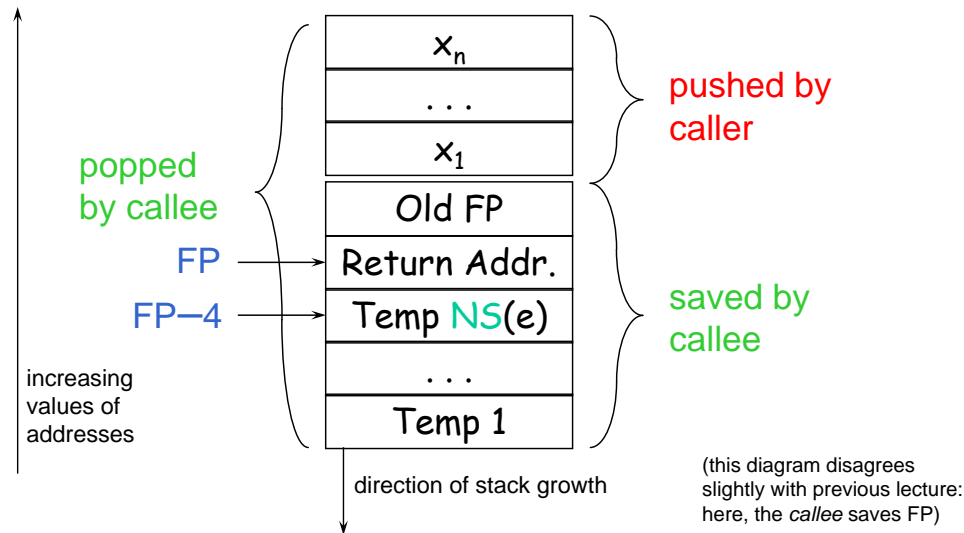 xn
. . .
x1
Old FP
Return Addr.
Temp NS(e)
. . .
Temp 1
popped
by callee
FP
FP–4
pushed by
caller
saved by
callee
increasing
values of
addresses
direction of stack growth
(this diagram disagrees
slightly with previous lecture:
here, the callee saves FP)